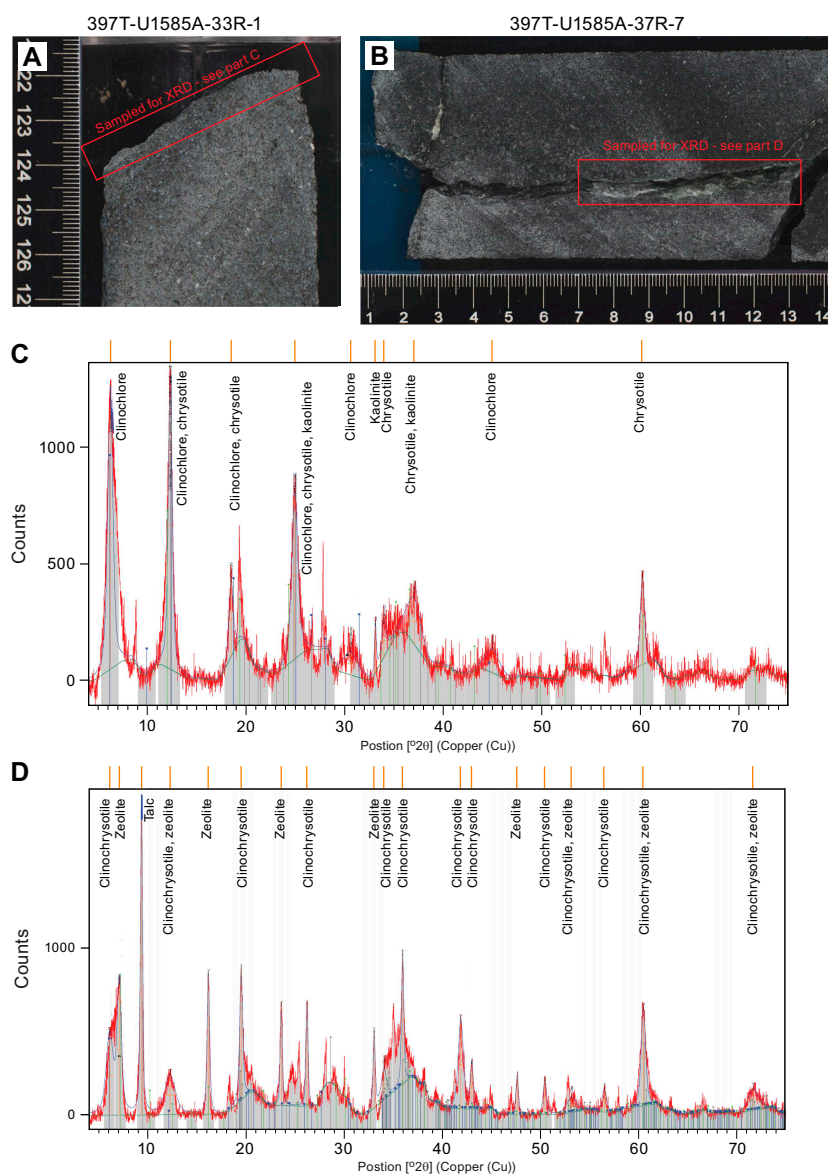 397T-U1585A-33R-1
397T-U1585A-37R-7
A
Sampled for XRD - see part C
22
123
124
125
126
12
B
Sampled for XRD - see part D
1 2 3 4 5 6 7 8 9 10 11 12 13 14
C
Clinochlore
Clinochlore, chrysotile
Clinochlore, chrysotile
Clinochlore, chrysotile, kaolinite
Clinochlore
Kaolinite
Chrysotile
Chrysotile, kaolinite
Clinochlore
Chrysotile
1000
500
0
Counts
10 20 30 40 50 60 70
Postion [º2θ] (Copper (Cu))
D
Clinochrysotile
Zeolite
Talc
Clinochrysotile, zeolite
Zeolite
Clinochrysotile
Zeolite
Clinochrysotile
Zeolite
Clinochrysotile
Clinochrysotile
Clinochrysotile
Clinochrysotile
Zeolite
Clinochrysotile
Clinochrysotile, zeolite
Clinochrysotile
Clinochrysotile, zeolite
Clinochrysotile, zeolite
1000
0
Counts
10 20 30 40 50 60 70
Postion [º2θ] (Copper (Cu))